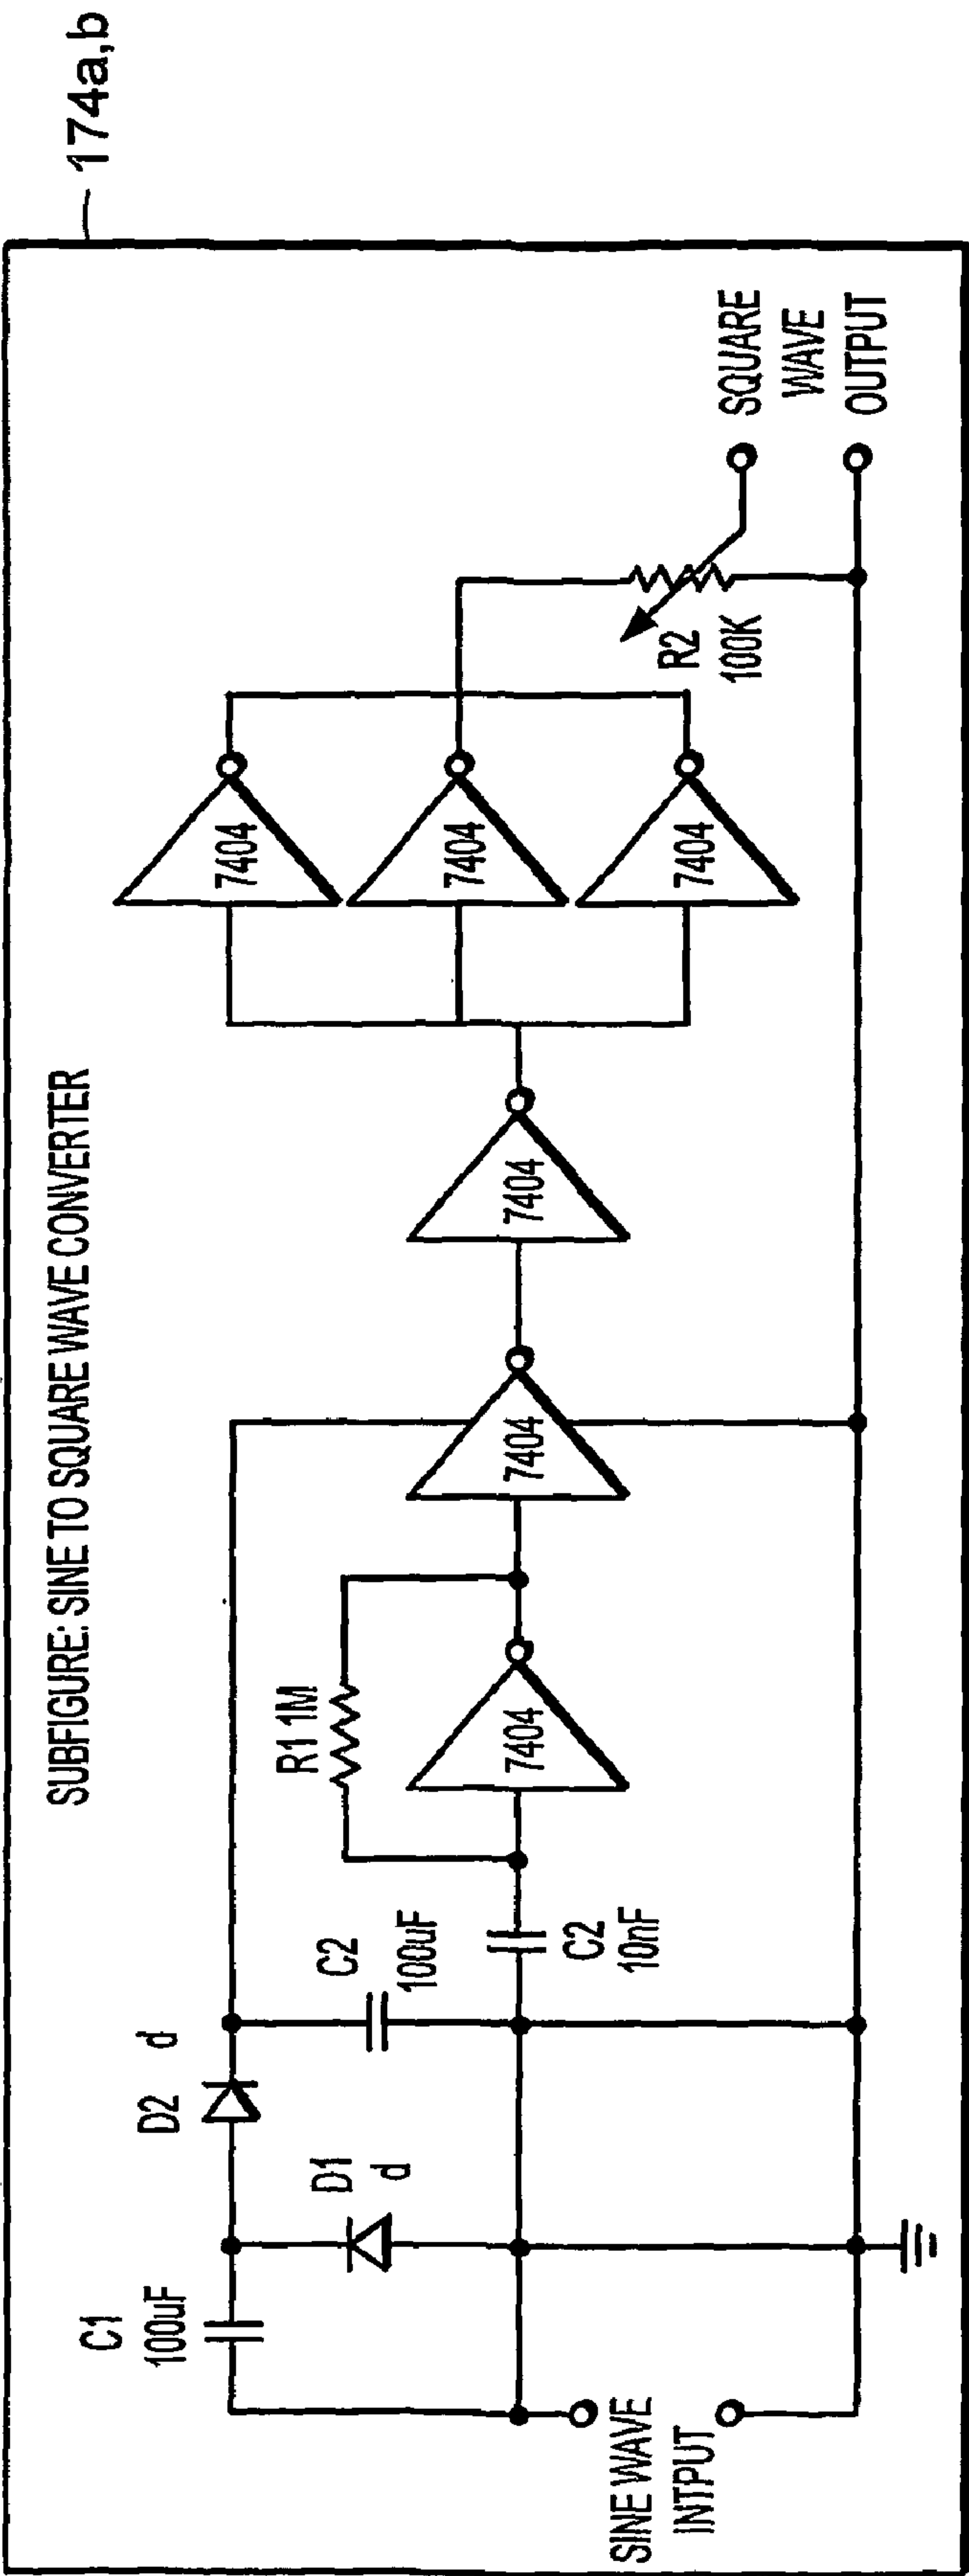 174a,b
SUBFIGURE: SINE TO SQUARE WAVE CONVERTER
C1
100uF
D2
d
D1
d
C2
100uF
R1 1M
C2
10nF
7404
7404
7404
7404
7404
7404
R2
100K
SINE WAVE
INTPUT
SQUARE
WAVE
OUTPUT